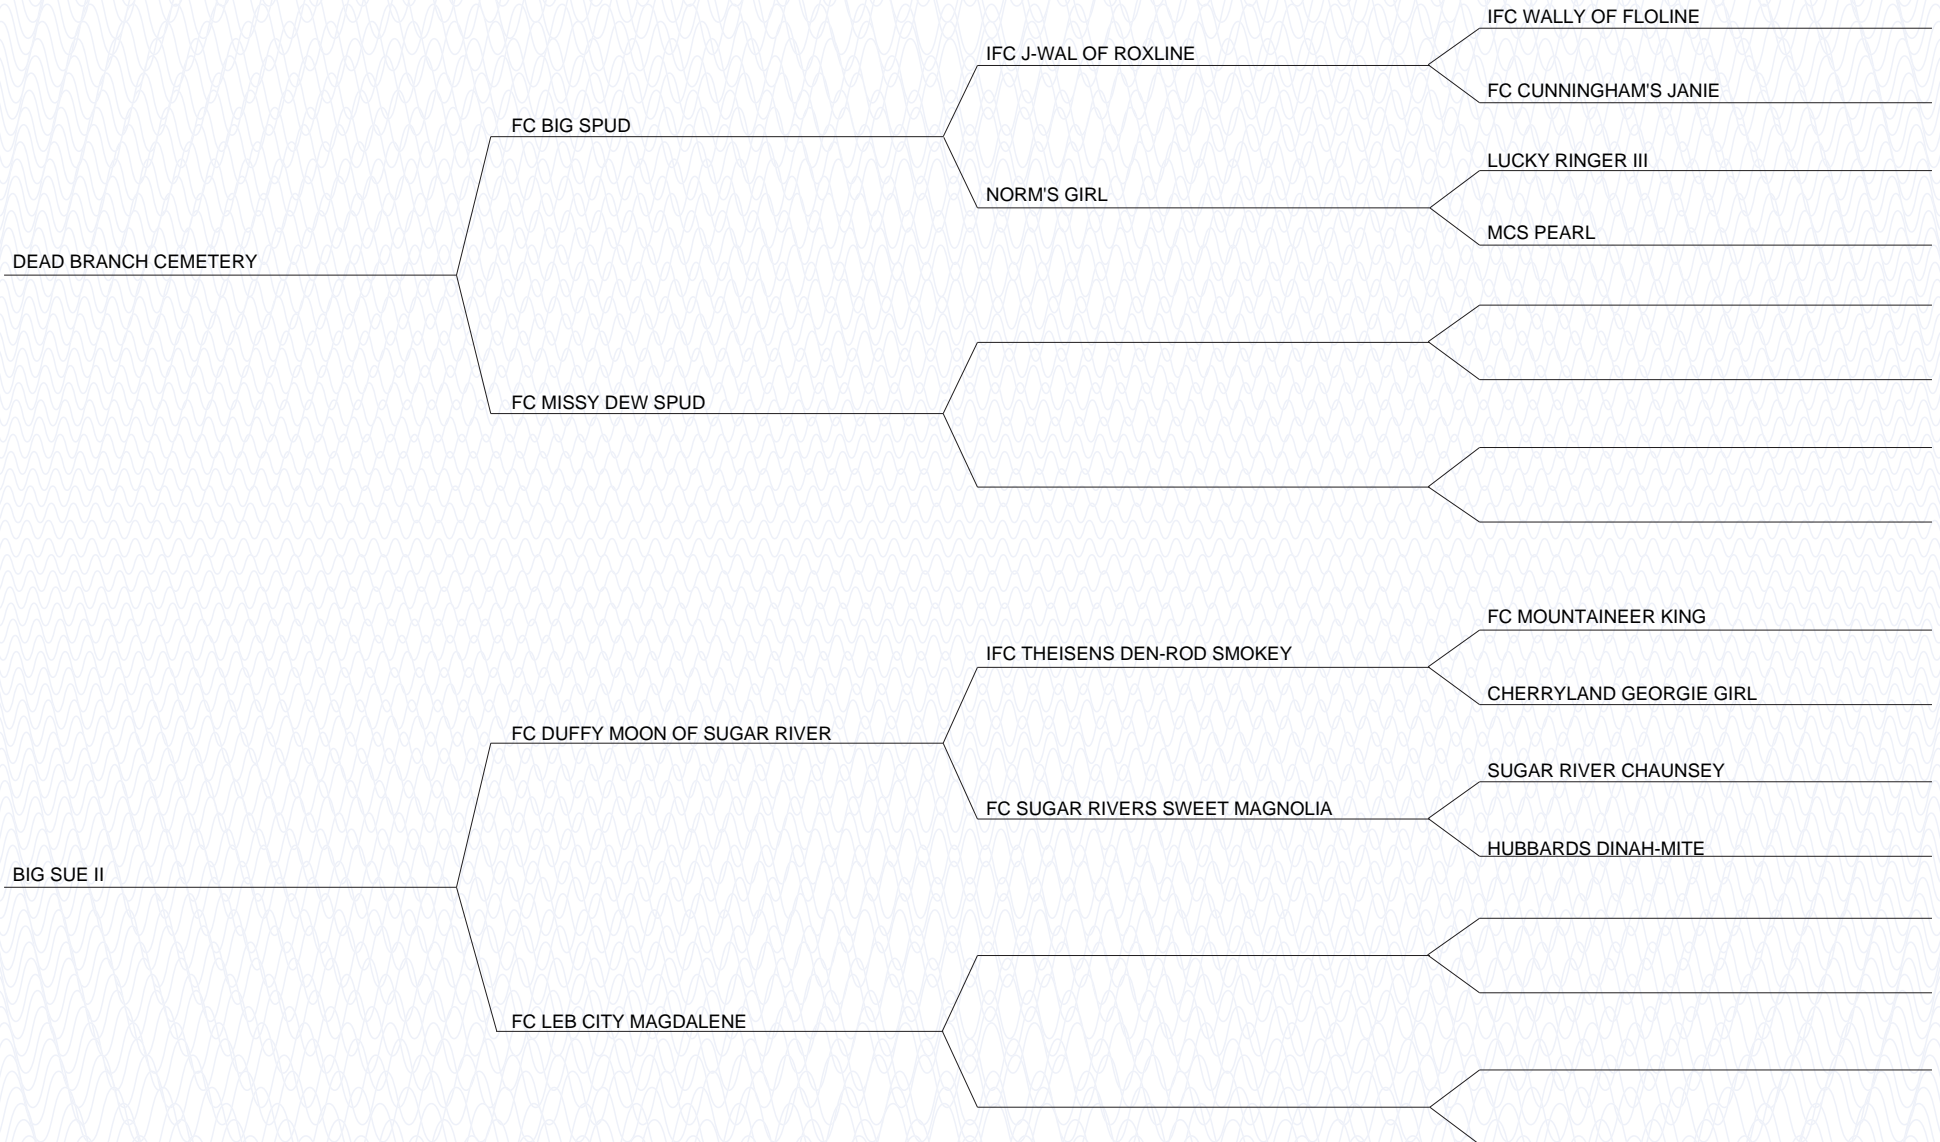 IFC WALLY OF FLOLINE
IFC J-WAL OF ROXLINE
FC CUNNINGHAM'S JANIE
FC BIG SPUD
LUCKY RINGER III
NORM'S GIRL
MCS PEARL
DEAD BRANCH CEMETERY
FC MISSY DEW SPUD
FC MOUNTAINEER KING
IFC THEISENS DEN-ROD SMOKEY
CHERRYLAND GEORGIE GIRL
FC DUFFY MOON OF SUGAR RIVER
SUGAR RIVER CHAUNSEY
FC SUGAR RIVERS SWEET MAGNOLIA
HUBBARDS DINAH-MITE
BIG SUE II
FC LEB CITY MAGDALENE